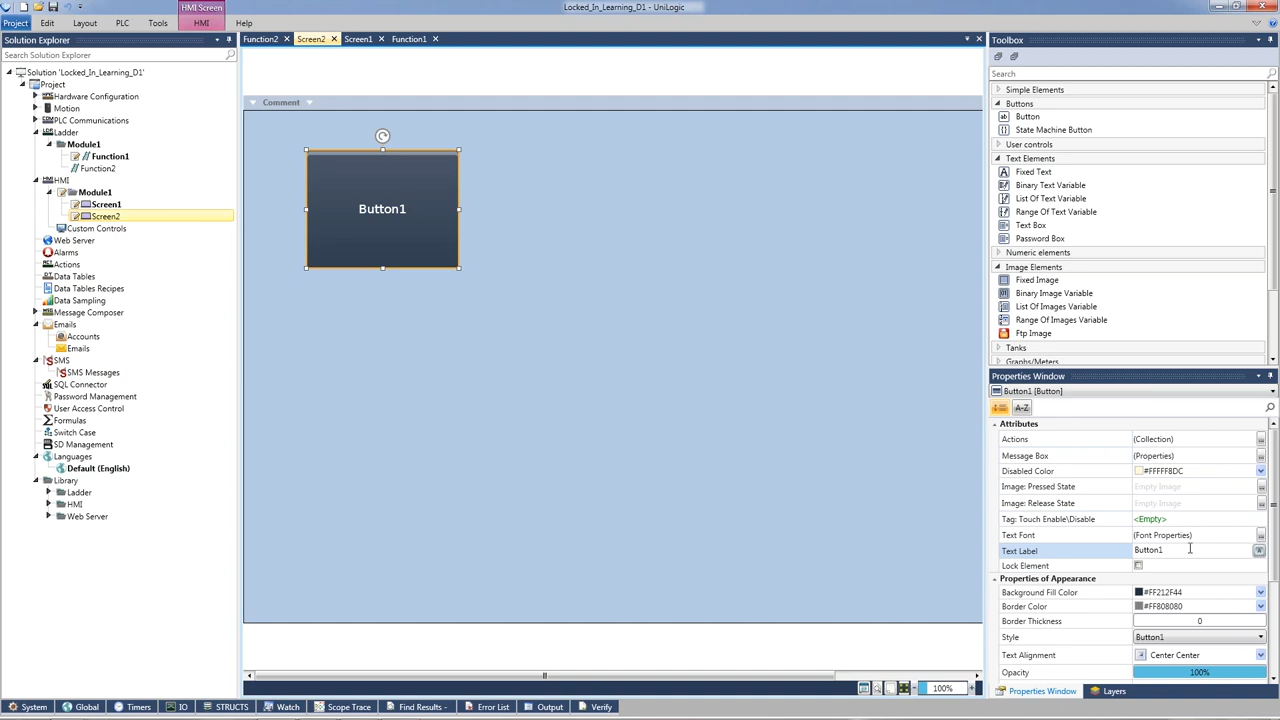 HMI Screen
Locked_In_Learning_D1 - UniLogic
Project
Edit
Layout
PLC
Tools
HMI
Help
Solution Explorer
Search Solution Explorer
Solution 'Locked_In_Learning_D1'
Project
Hardware Configuration
Motion
PLC Communications
Ladder
Module1
Function1
Function2
HMI
Module1
Screen1
Screen2
Custom Controls
Web Server
Alarms
Actions
Data Tables
Data Tables Recipes
Data Sampling
Message Composer
Emails
Accounts
Emails
SMS
SMS Messages
SQL Connector
Password Management
User Access Control
Formulas
Switch Case
SD Management
Languages
Default (English)
Library
Ladder
HMI
Web Server
Function2
Screen2
Screen1
Function1
Comment
Button1
100%
Toolbox
Search
Simple Elements
Buttons
ab Button
State Machine Button
User controls
Text Elements
A Fixed Text
Binary Text Variable
List Of Text Variable
Range Of Text Variable
Text Box
Password Box
Numeric elements
Image Elements
Fixed Image
Binary Image Variable
List Of Images Variable
Range Of Images Variable
Ftp Image
Tanks
Graphs/Meters
Properties Window
Button1 [Button]
A-Z
Attributes
Actions (Collection)
Message Box (Properties)
Disabled Color #FFFFF8DC
Image: Pressed State Empty Image
Image: Release State Empty Image
Tag: Touch Enable\Disable <Empty>
Text Font (Font Properties)
Text Label Button1
Lock Element
Properties of Appearance
Background Fill Color #FF212F44
Border Color #FF808080
Border Thickness 0
Style Button1
Text Alignment Center Center
Opacity 100%
Properties Window
Layers
System
Global
Timers
IO
STRUCTS
Watch
Scope Trace
Find Results -
Error List
Output
Verify